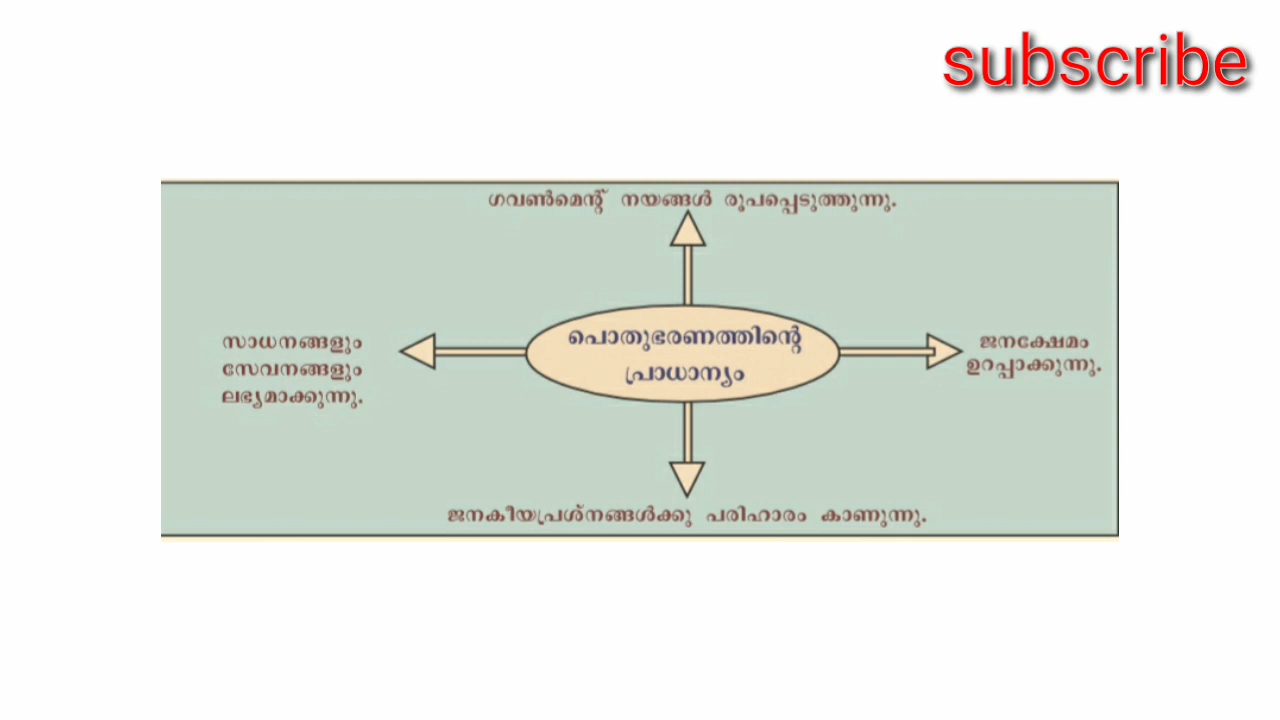 subscribe
ഗവൺമെന്റ് നയങ്ങൾ രൂപപ്പെടുത്തുന്നു.
സാധനങ്ങളും
സേവനങ്ങളും
ലഭ്യമാക്കുന്നു.
പൊതുഭരണത്തിന്റെ
പ്രാധാന്യം
ജനക്ഷേമം
ഉറപ്പാക്കുന്നു.
ജനകീയപ്രശ്നങ്ങൾക്കു പരിഹാരം കാണുന്നു.